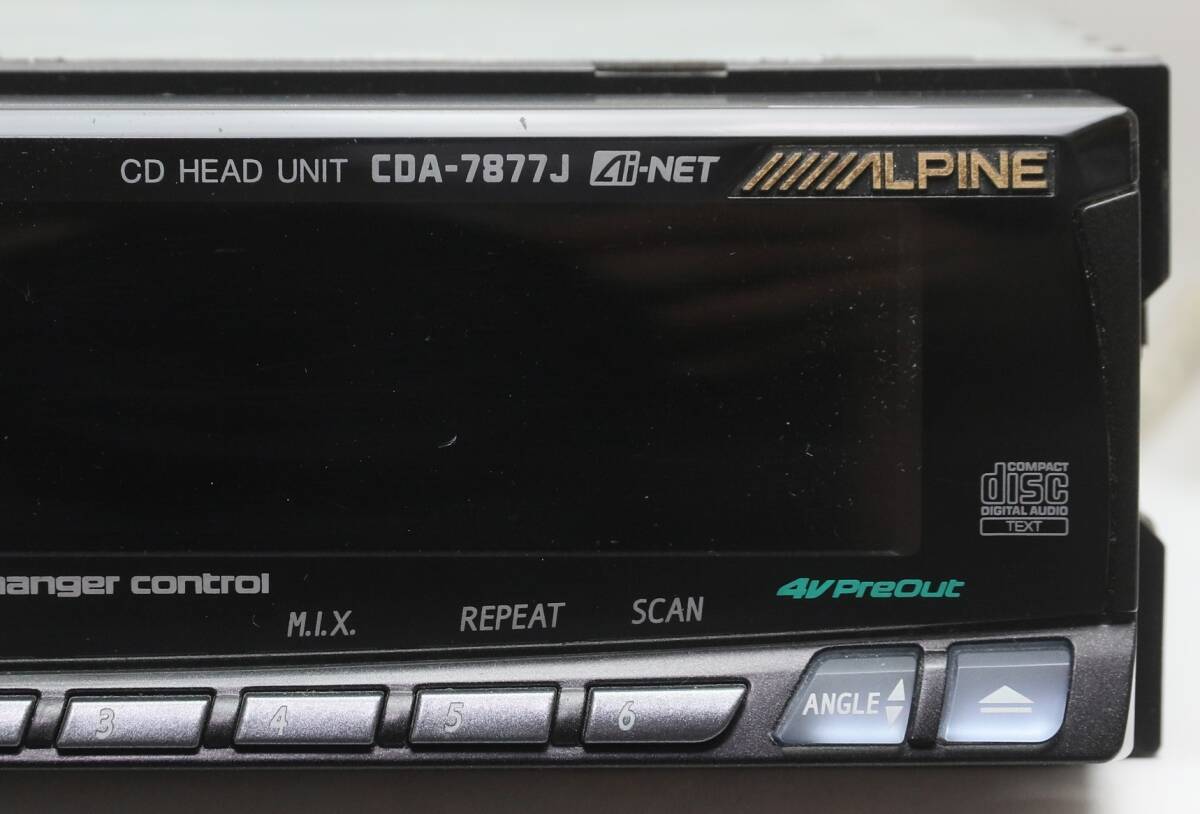 CD HEAD UNIT CDA-7877J Ai-NET ALPINE
COMPACT
disc
DIGITAL AUDIO
TEXT
hanger control
4V PreOut
M.I.X. REPEAT SCAN
3 4 5 6 ANGLE